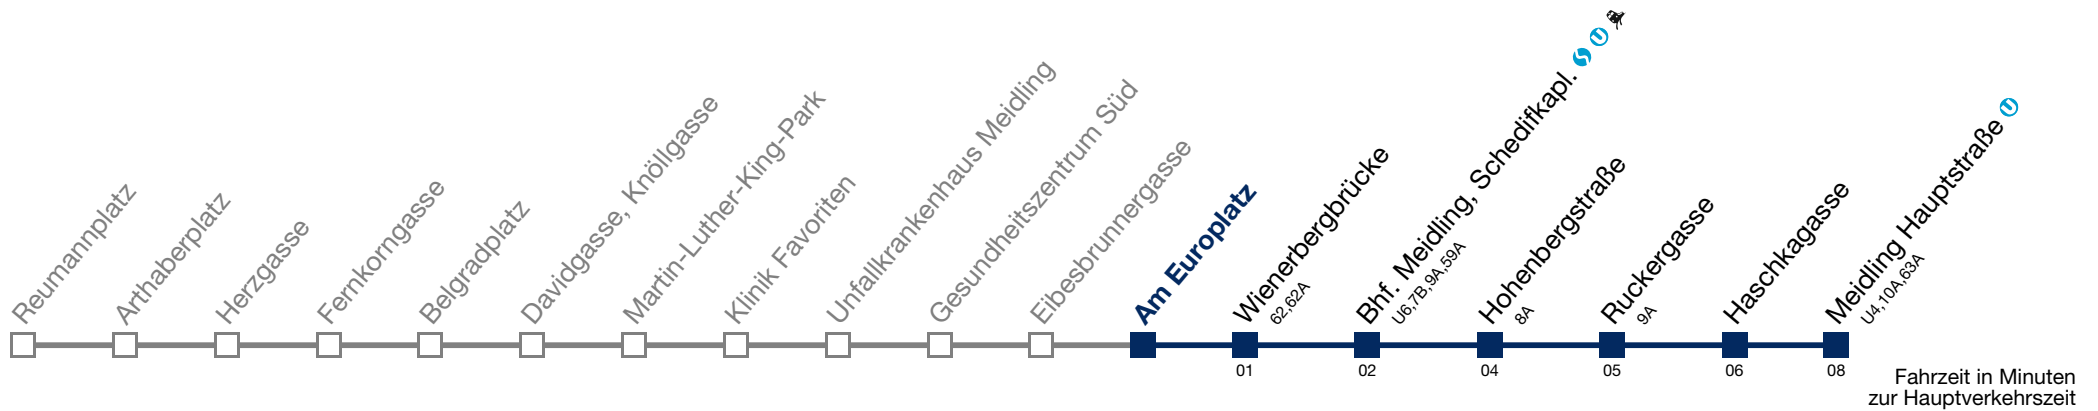 Reumannplatz
Arthaberplatz
Herzgasse
Fernkorngasse
Belgradplatz
Davidgasse, Knöllgasse
Martin-Luther-King-Park
Klinik Favoriten
Unfallkrankenhaus Meidling
Gesundheitszentrum Süd
Eibesbrunnergasse
Am Europlatz
Wienerbergbrücke
62,62A
Bhf. Meidling, Schedifkapl.
U6,7B,9A,59A
Hohenbergstraße
8A
Ruckergasse
9A
Haschkagasse
Meidling Hauptstraße
U4,10A,63A
01
02
04
05
06
08
Fahrzeit in Minuten
zur Hauptverkehrszeit